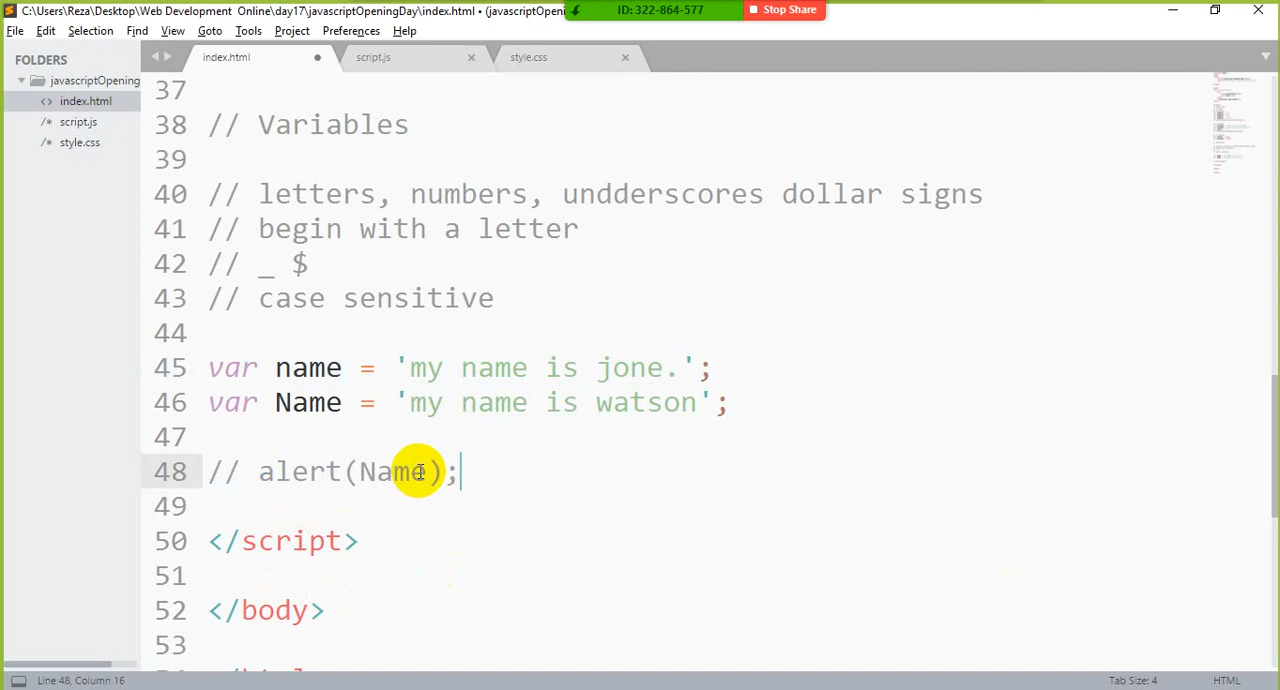 C:\Users\Reza\Desktop\Web Development Online\day17\javascriptOpeningDay\index.html • (javascriptOpeni
ID: 322-864-577
Stop Share
File Edit Selection Find View Goto Tools Project Preferences Help
FOLDERS
javascriptOpening
<> index.html
/* script.js
/* style.css
index.html
script.js
style.css
37
38 // Variables
39
40 // letters, numbers, undderscores dollar signs
41 // begin with a letter
42 // _ $
43 // case sensitive
44
45 var name = 'my name is jone.';
46 var Name = 'my name is watson';
47
48 // alert(Name);
49
50 </script>
51
52 </body>
53
Line 48, Column 16
Tab Size: 4
HTML